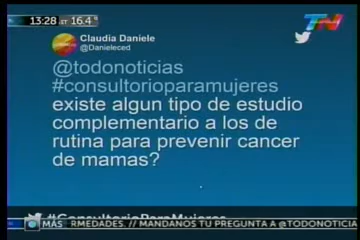 13:28 ST 16.4°
TN
Claudia Daniele
@Danieleced
@todonoticias
#consultorioparamujeres
existe algun tipo de estudio
complementario a los de
rutina para prevenir cancer
de mamas?
#ConsultorioParaMujeres
MÁS RMEDADES. // MANDANOS TU PREGUNTA A @TODONOTICIA